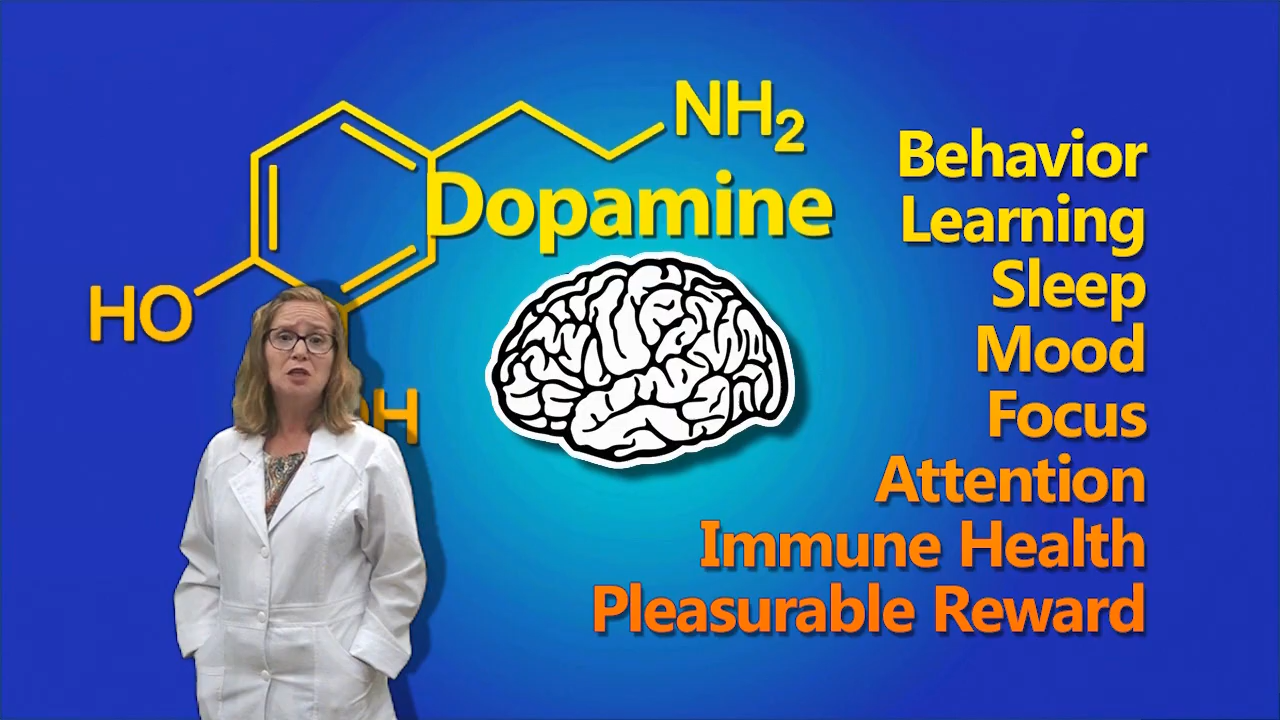 NH2
Dopamine
HO
H
Behavior
Learning
Sleep
Mood
Focus
Attention
Immune Health
Pleasurable Reward